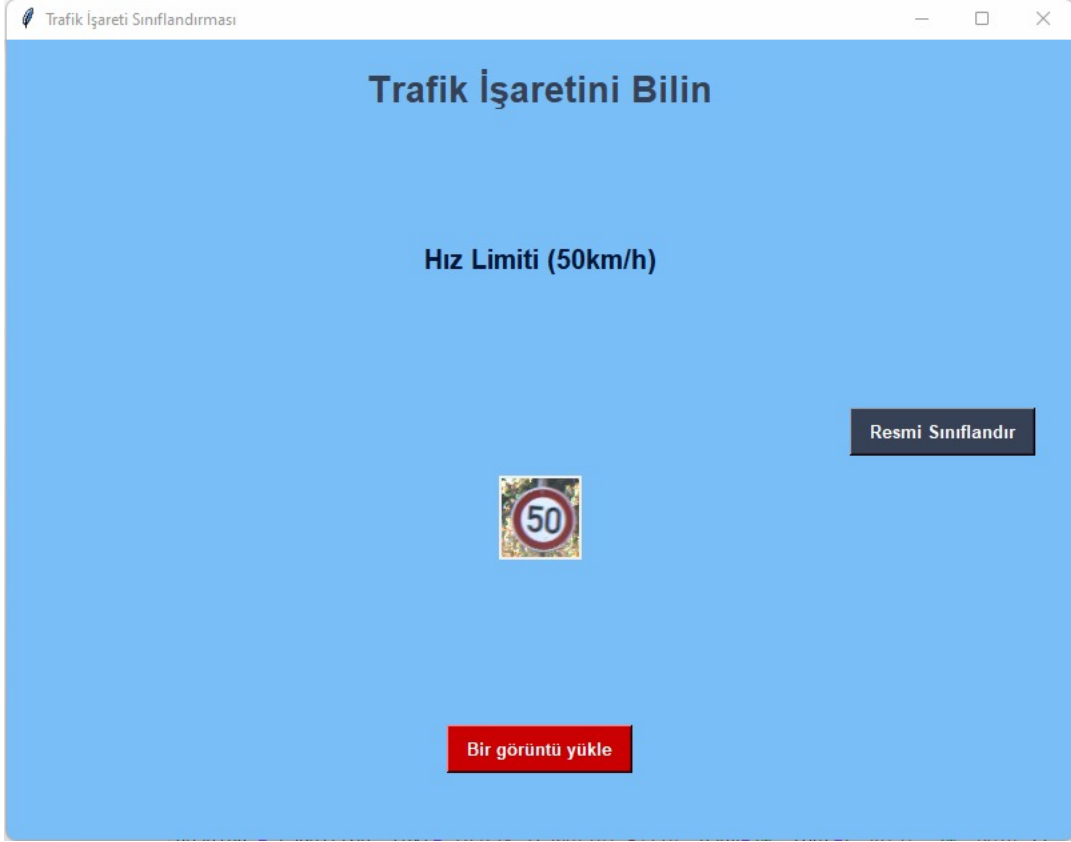 Trafik İşareti Sınıflandırması
Trafik İşaretini Bilin
Hız Limiti (50km/h)
Resmi Sınıflandır
50
Bir görüntü yükle